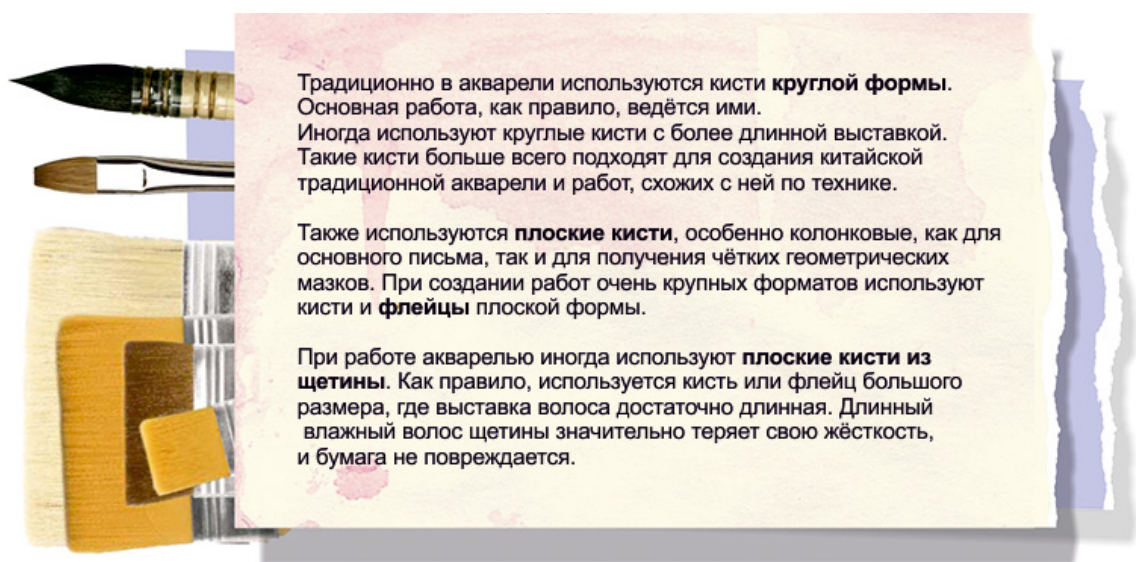 Традиционно в акварели используются кисти круглой формы.
Основная работа, как правило, ведётся ими.
Иногда используют круглые кисти с более длинной выставкой.
Такие кисти больше всего подходят для создания китайской
традиционной акварели и работ, схожих с ней по технике.
Также используются плоские кисти, особенно колонковые, как для
основного письма, так и для получения чётких геометрических
мазков. При создании работ очень крупных форматов используют
кисти и флейцы плоской формы.
При работе акварелью иногда используют плоские кисти из
щетины. Как правило, используется кисть или флейц большого
размера, где выставка волоса достаточно длинная. Длинный
влажный волос щетины значительно теряет свою жёсткость,
и бумага не повреждается.